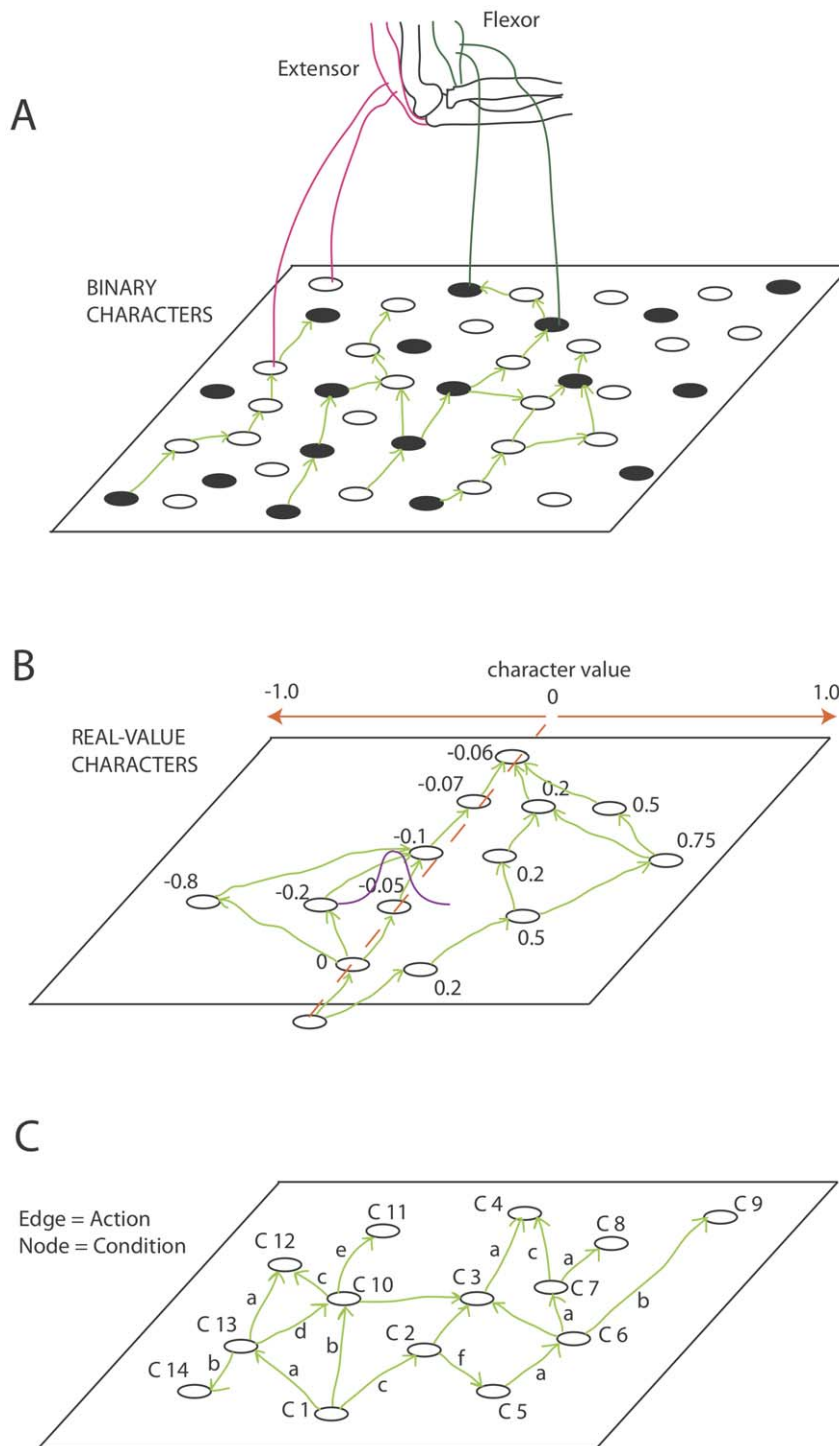 Flexor
Extensor
A
BINARY
CHARACTERS
B
character value
-1.0
0
1.0
REAL-VALUE
CHARACTERS
-0.06
-0.07
0.2
0.5
-0.1
0.75
-0.8
-0.2
-0.05
0.2
0
0.5
0.2
C
Edge = Action
Node = Condition
C 4
C 9
C 11
C 8
C 12
e
a
c
a
c
C 10
C 3
C 7
a
d
a
b
C 13
C 2
C 6
C 14
b
a
b
c
f
a
C 1
C 5